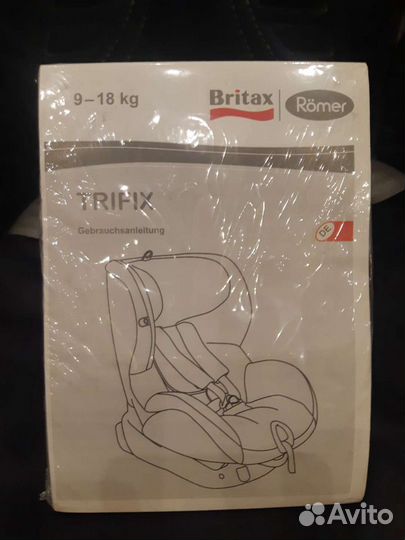 9–18 kg
Britax Römer
TRIFIX
Gebrauchsanleitung
DE
Avito